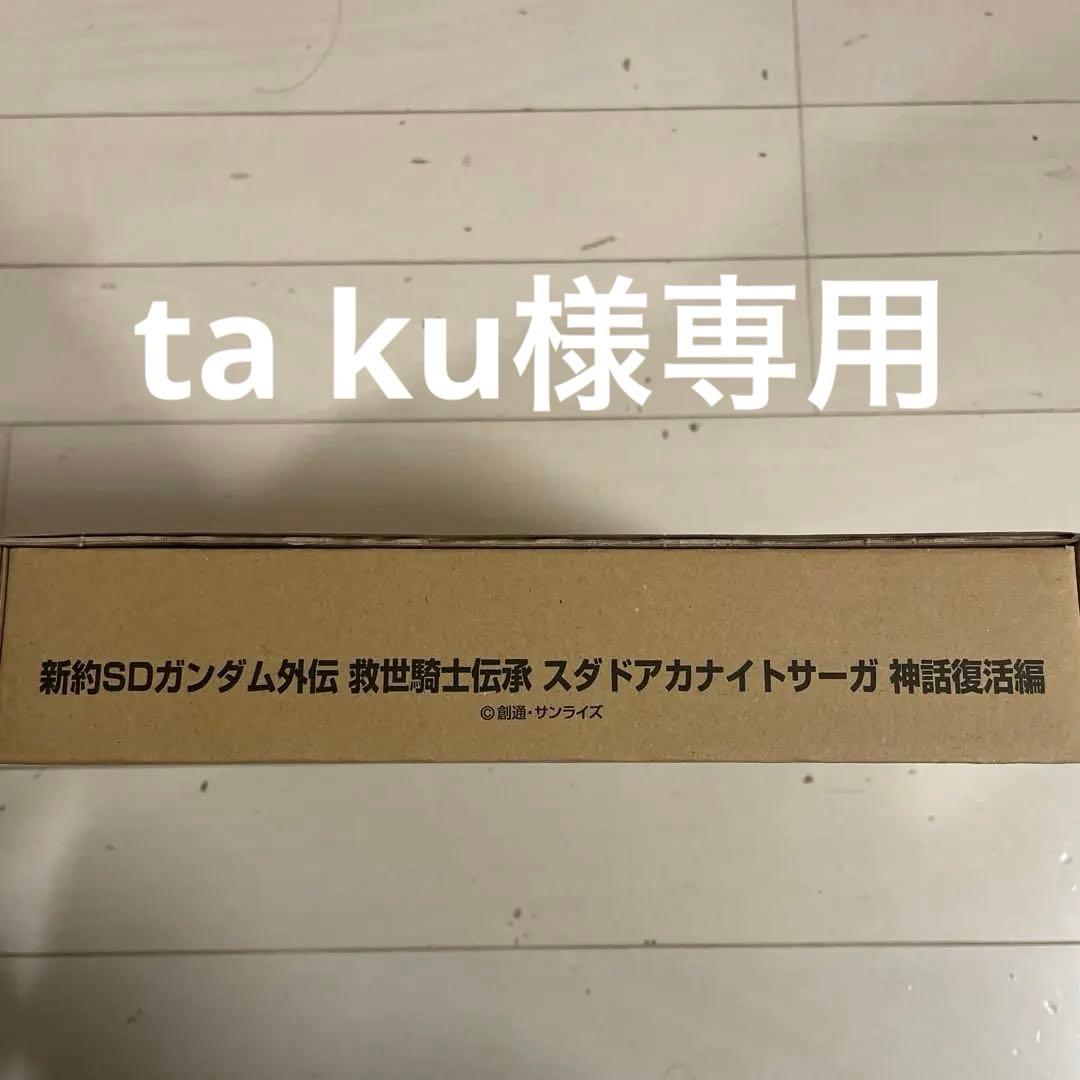 ta ku様専用
新約SDガンダム外伝 救世騎士伝承 スダドアカナイトサーガ 神話復活編
©創通・サンライズ